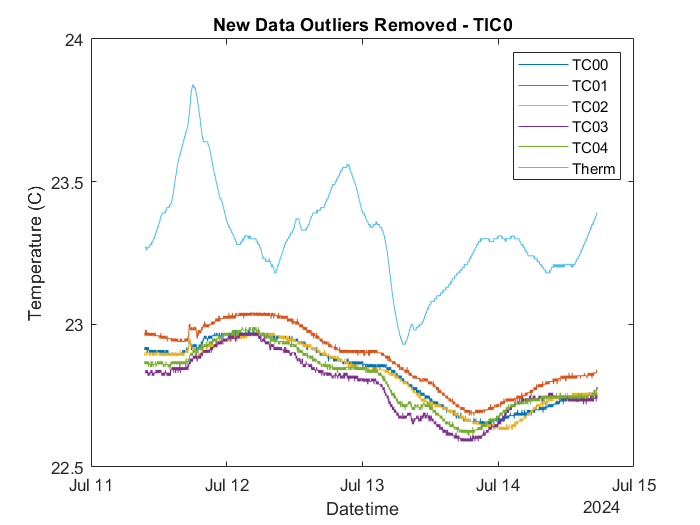 New Data Outliers Removed - TIC0
24
23.5
23
22.5
Temperature (C)
TC00
TC01
TC02
TC03
TC04
Therm
Jul 11
Jul 12
Jul 13
Jul 14
Jul 15
Datetime
2024